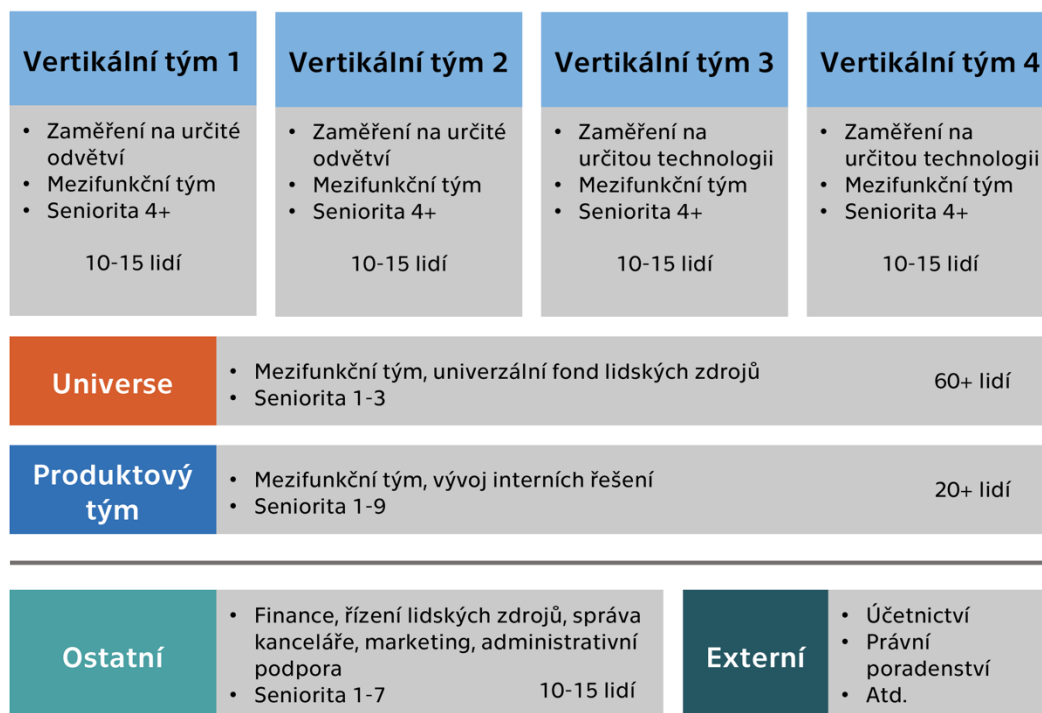 Vertikální tým 1
• Zaměření na určité
odvětví
• Mezifunkční tým
• Seniorita 4+
10-15 lidí
Vertikální tým 2
• Zaměření na určité
odvětví
• Mezifunkční tým
• Seniorita 4+
10-15 lidí
Vertikální tým 3
• Zaměření na
určitou technologii
• Mezifunkční tým
• Seniorita 4+
10-15 lidí
Vertikální tým 4
• Zaměření na
určitou technologii
• Mezifunkční tým
• Seniorita 4+
10-15 lidí
Universe
• Mezifunkční tým, univerzální fond lidských zdrojů
• Seniorita 1-3
60+ lidí
Produktový
tým
• Mezifunkční tým, vývoj interních řešení
• Seniorita 1-9
20+ lidí
Ostatní
• Finance, řízení lidských zdrojů, správa
kanceláře, marketing, administrativní
podpora
• Seniorita 1-7
10-15 lidí
Externí
• Účetnictví
• Právní
poradenství
• Atd.